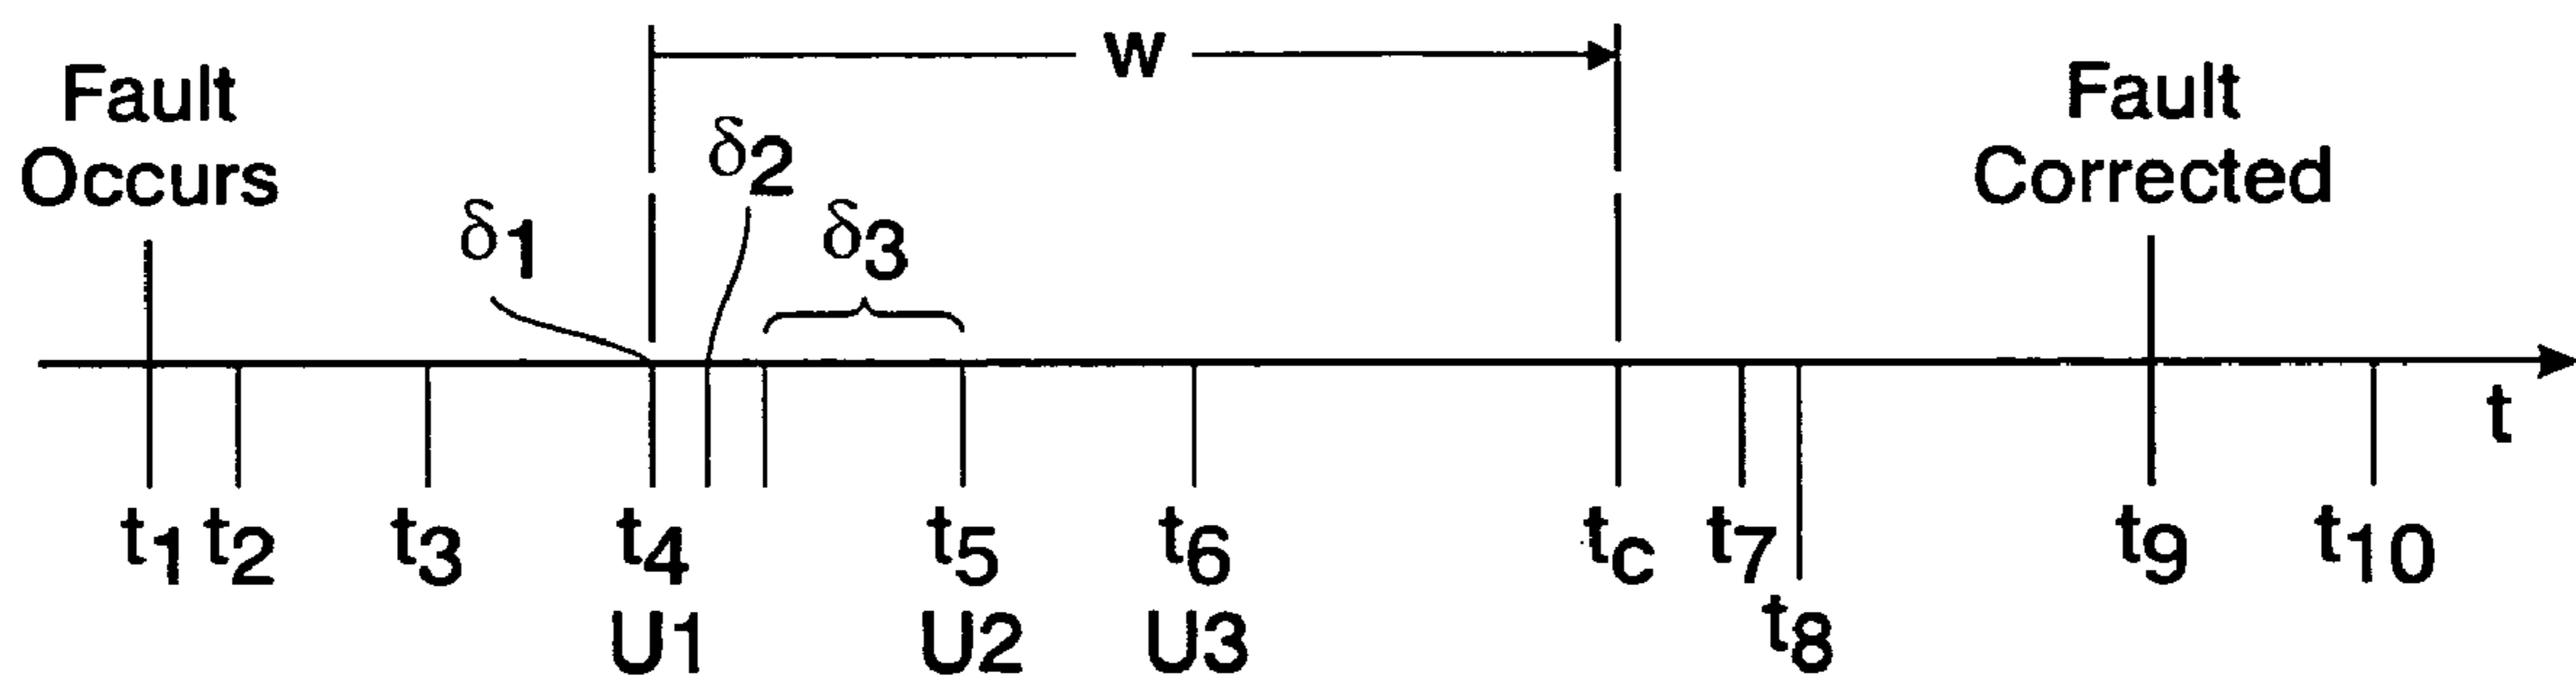 w
Fault
Occurs
Fault
Corrected
δ2
δ1
δ3
t
t1 t2 t3 t4 t5 t6 tc t7 t9 t10
U1 U2 U3 t8